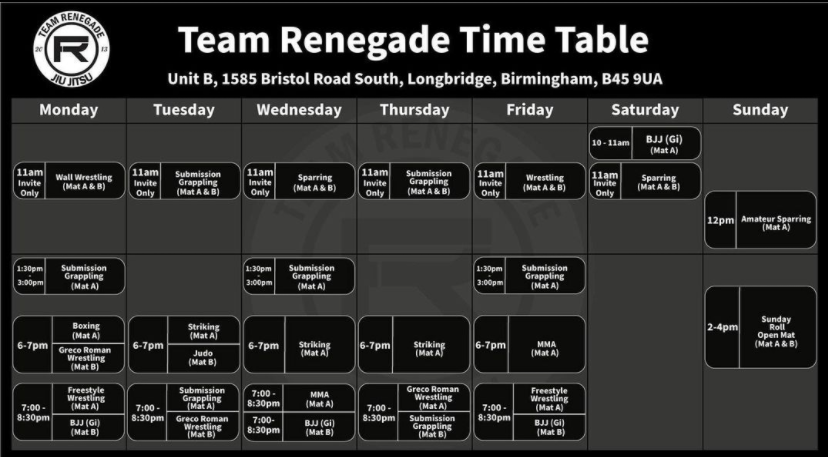 TEAM RENEGADE
20 13
R
JIU JITSU
Team Renegade Time Table
Unit B, 1585 Bristol Road South, Longbridge, Birmingham, B45 9UA
Monday Tuesday Wednesday Thursday Friday Saturday Sunday
10 - 11am
BJJ (Gi)
(Mat A)
11am
Invite
Only
Wall Wrestling
(Mat A & B)
11am
Invite
Only
Submission
Grappling
(Mat A & B)
11am
Invite
Only
Sparring
(Mat A & B)
11am
Invite
Only
Submission
Grappling
(Mat A & B)
11am
Invite
Only
Wrestling
(Mat A & B)
11am
Invite
Only
Sparring
(Mat A & B)
12pm
Amateur Sparring
(Mat A)
1:30pm
-
3:00pm
Submission
Grappling
(Mat A)
1:30pm
-
3:00pm
Submission
Grappling
(Mat A)
1:30pm
-
3:00pm
Submission
Grappling
(Mat A)
2-4pm
Sunday
Roll
Open Mat
(Mat A & B)
6-7pm
Boxing
(Mat A)
Greco Roman
Wrestling
(Mat B)
6-7pm
Striking
(Mat A)
Judo
(Mat B)
6-7pm
Striking
(Mat A)
6-7pm
Striking
(Mat A)
6-7pm
MMA
(Mat A)
7:00 -
8:30pm
Freestyle
Wrestling
(Mat A)
BJJ (Gi)
(Mat B)
7:00 -
8:30pm
Submission
Grappling
(Mat A)
Greco Roman
Wrestling
(Mat B)
7:00 -
8:30pm
MMA
(Mat A)
7:00-
8:30pm
BJJ (Gi)
(Mat B)
7:00 -
8:30pm
Greco Roman
Wrestling
(Mat A)
Submission
Grappling
(Mat B)
7:00 -
8:30pm
Freestyle
Wrestling
(Mat A)
BJJ (Gi)
(Mat B)
TEAM RENEGADE